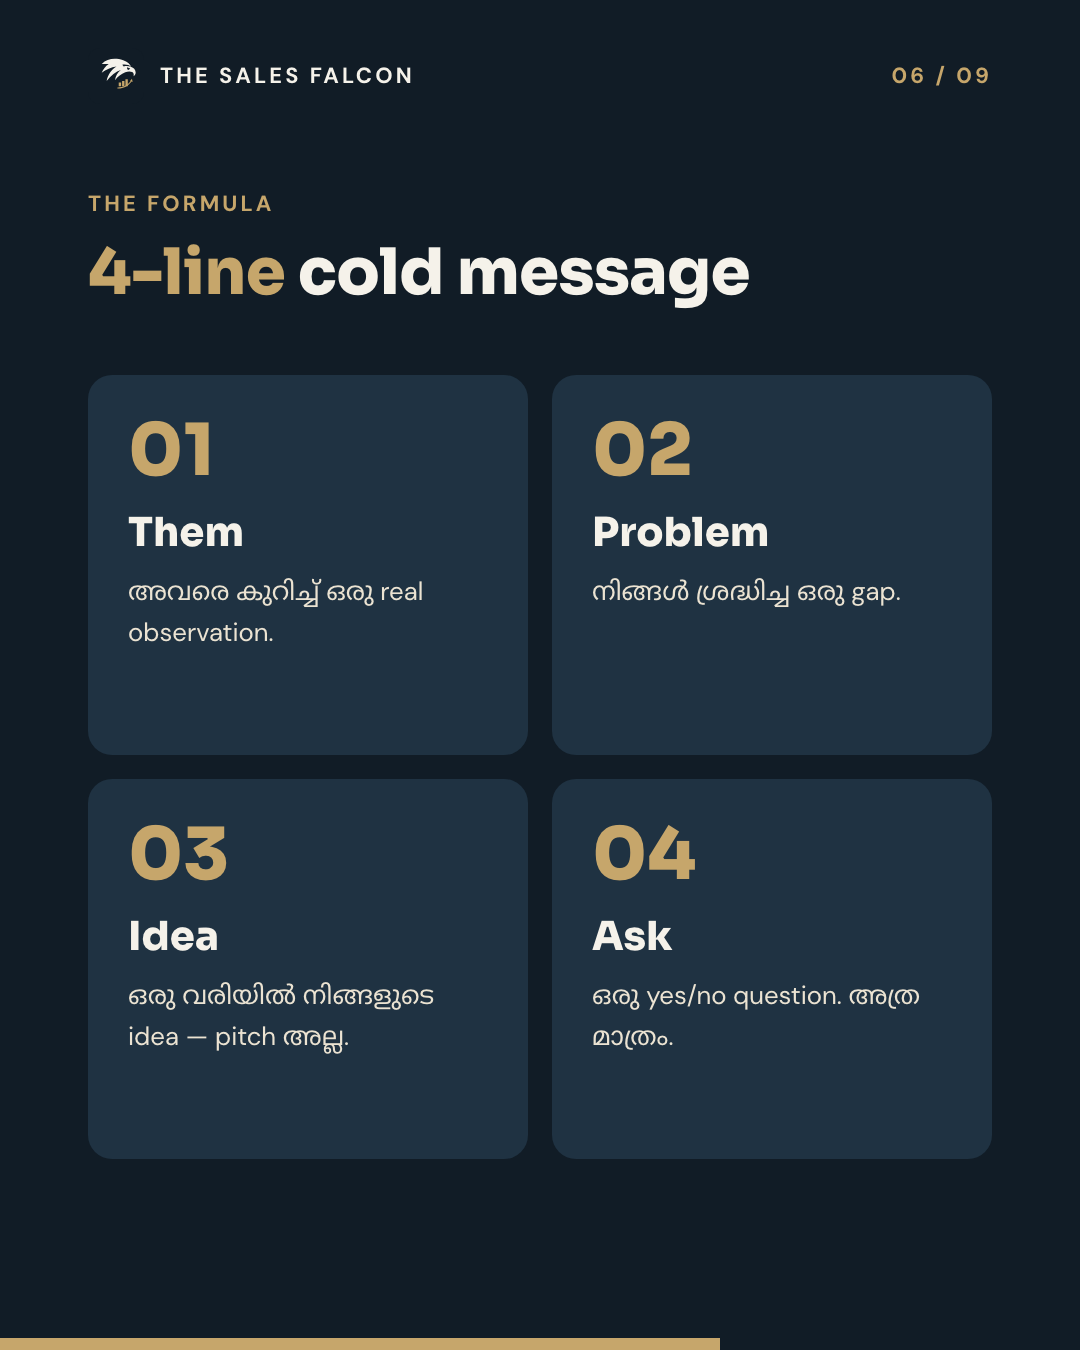 THE SALES FALCON
06 / 09
THE FORMULA
4-line cold message
01
Them
അവരെ കുറിച്ച് ഒരു real
observation.
02
Problem
നിങ്ങൾ ശ്രദ്ധിച്ച ഒരു gap.
03
Idea
ഒരു വരിയിൽ നിങ്ങളുടെ
idea — pitch അല്ല.
04
Ask
ഒരു yes/no question. അത്ര
മാത്രം.